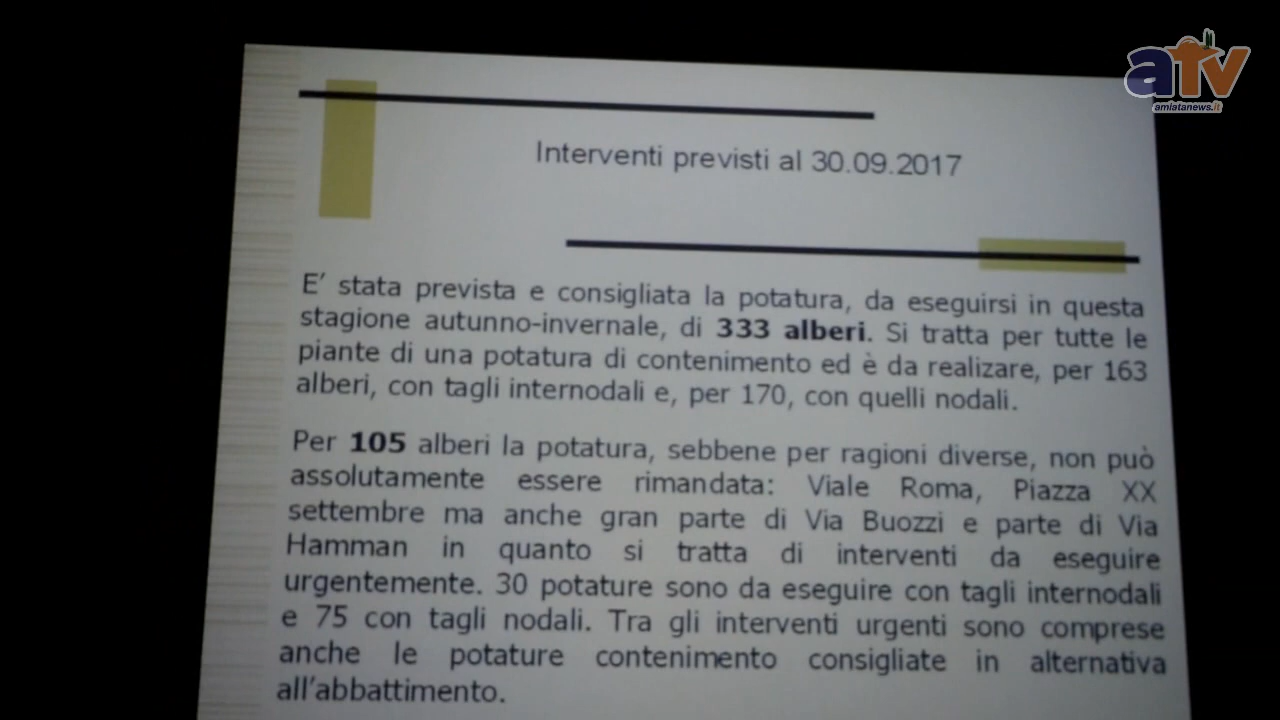 aTv
amiatanews.it
Interventi previsti al 30.09.2017
E' stata prevista e consigliata la potatura, da eseguirsi in questa
stagione autunno-invernale, di 333 alberi. Si tratta per tutte le
piante di una potatura di contenimento ed è da realizare, per 163
alberi, con tagli internodali e, per 170, con quelli nodali.
Per 105 alberi la potatura, sebbene per ragioni diverse, non può
assolutamente essere rimandata: Viale Roma, Piazza XX
settembre ma anche gran parte di Via Buozzi e parte di Via
Hamman in quanto si tratta di interventi da eseguire
urgentemente. 30 potature sono da eseguire con tagli internodali
e 75 con tagli nodali. Tra gli interventi urgenti sono comprese
anche le potature contenimento consigliate in alternativa
all'abbattimento.